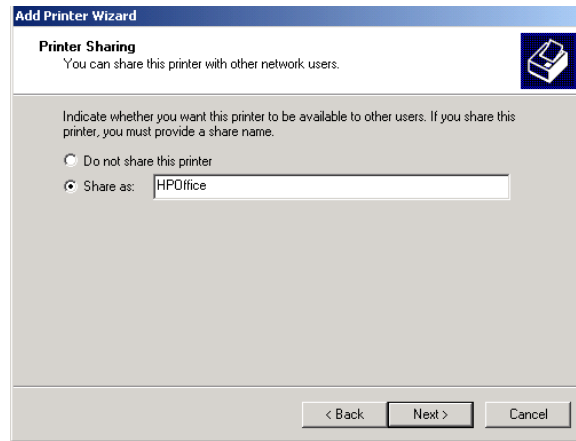 Add Printer Wizard
Printer Sharing
You can share this printer with other network users.
Indicate whether you want this printer to be available to other users. If you share this
printer, you must provide a share name.
Do not share this printer
Share as: HPOffice
< Back Next > Cancel